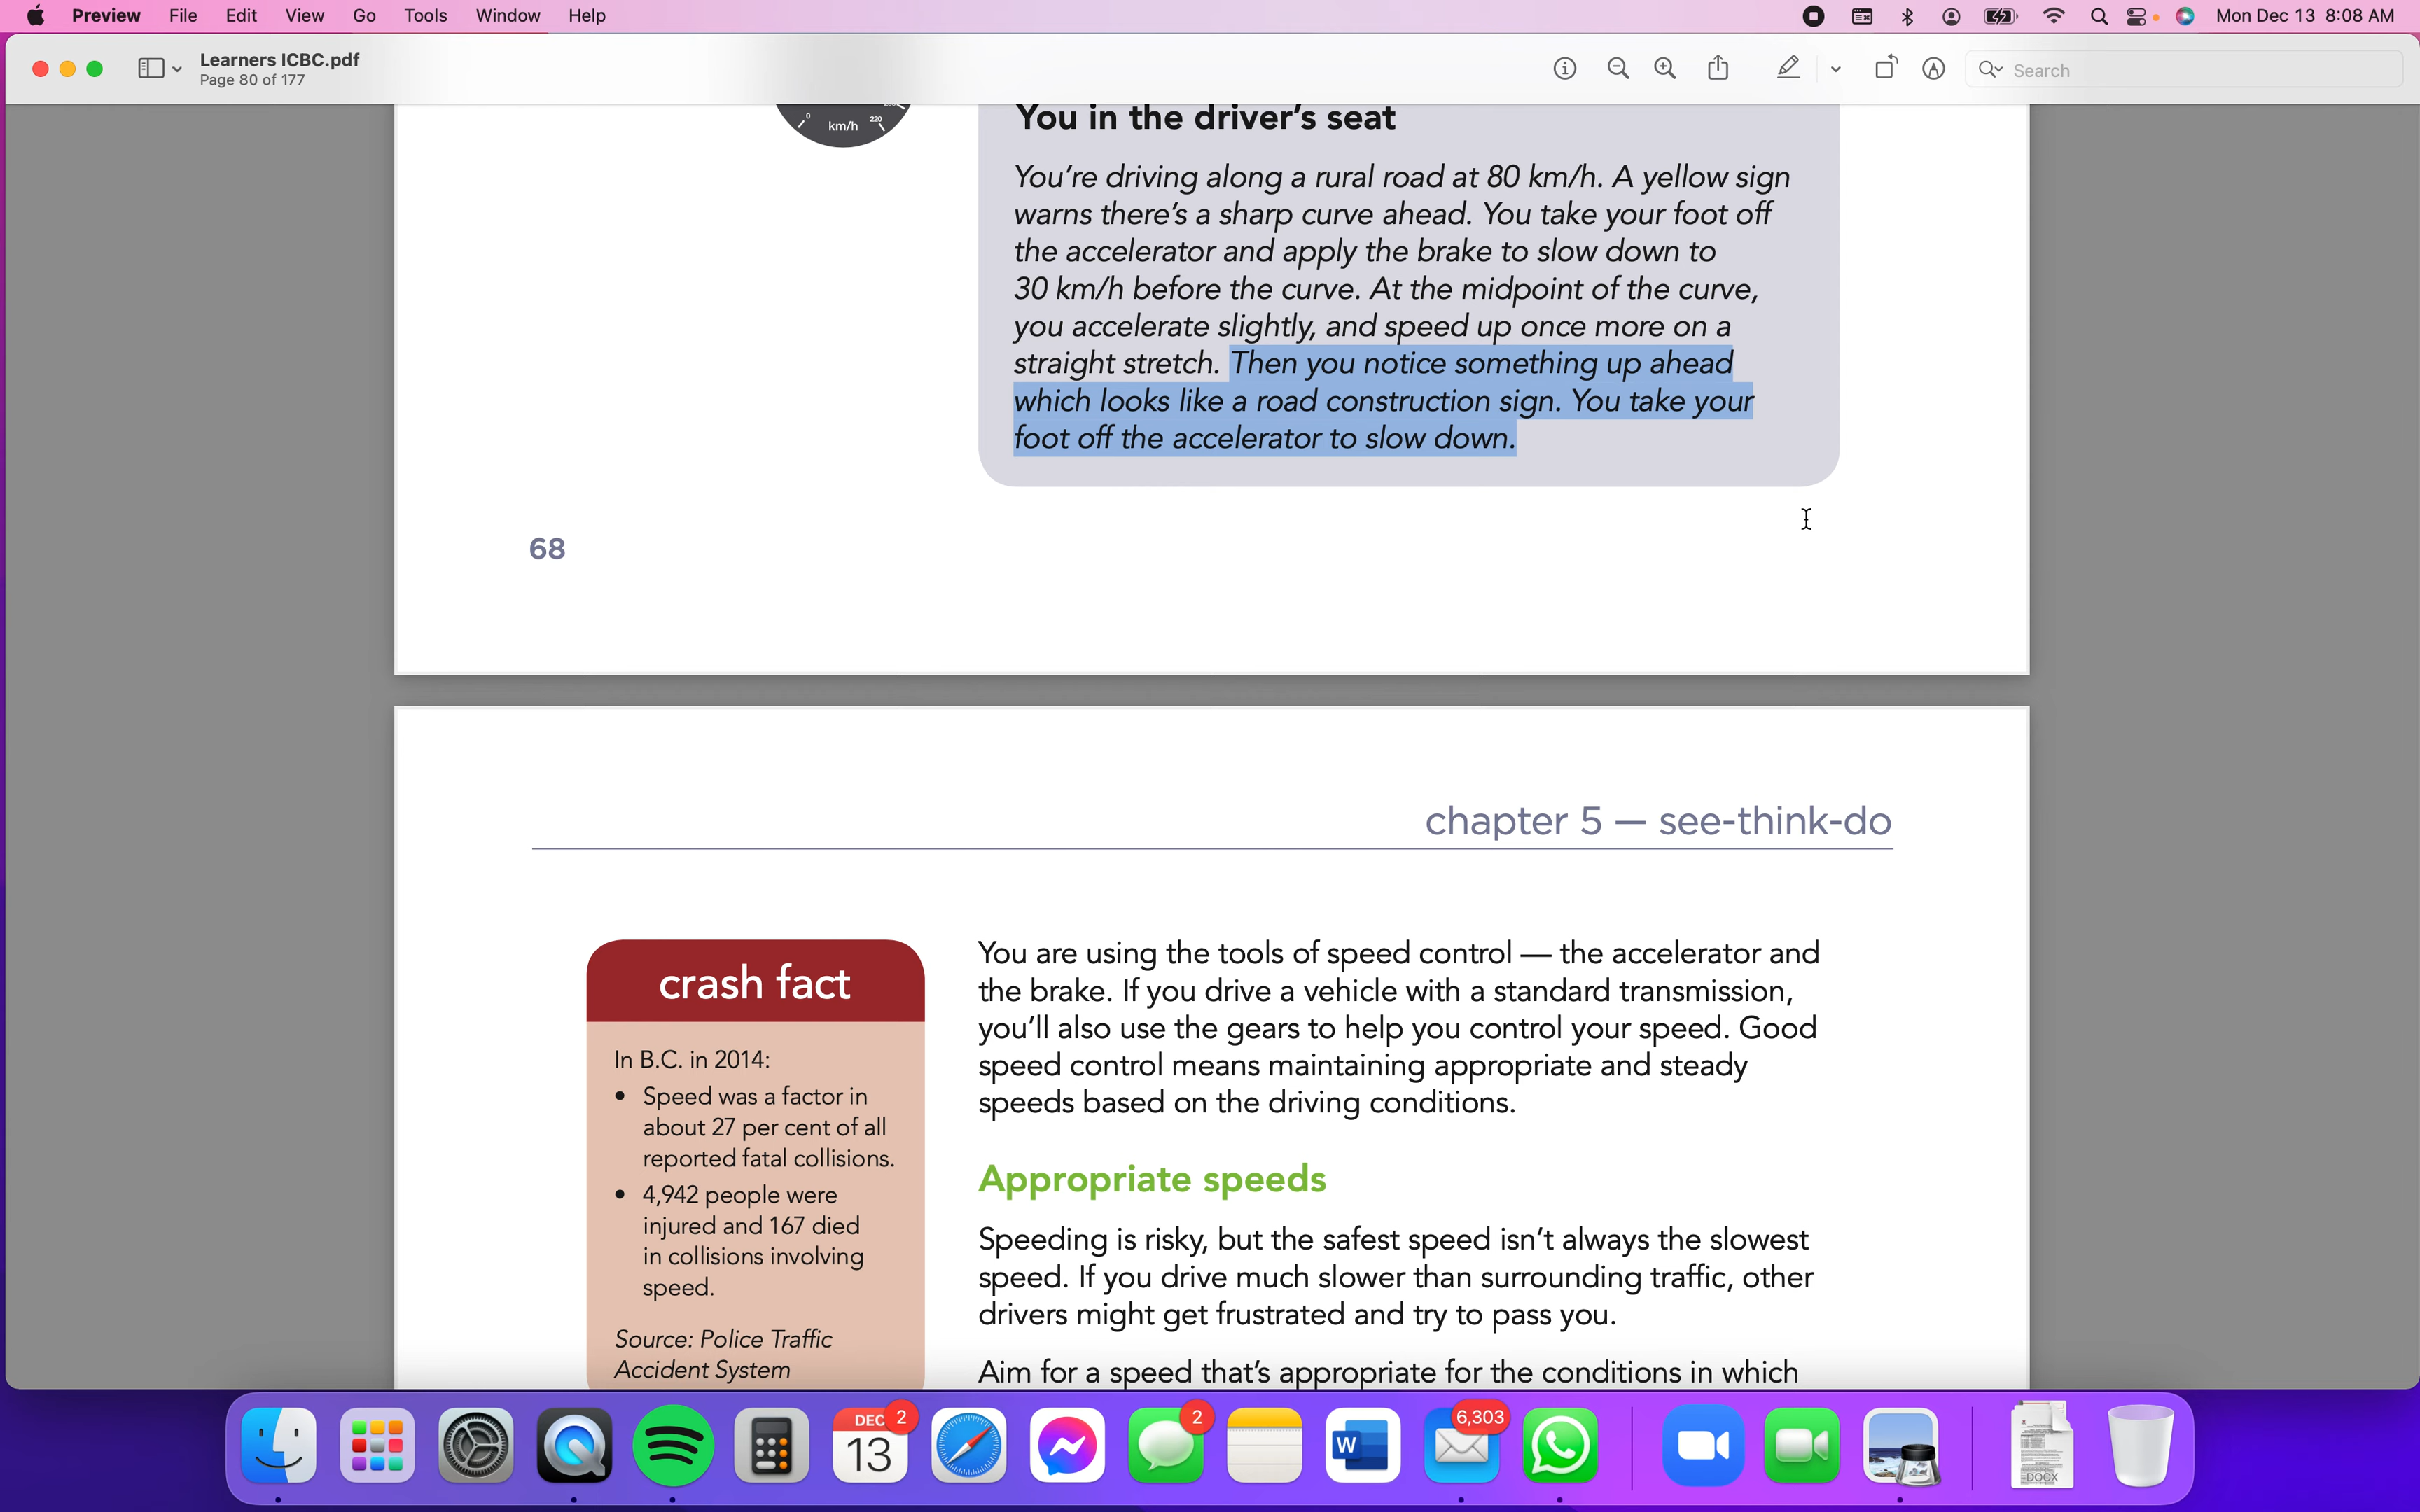 Preview File Edit View Go Tools Window Help
Mon Dec 13 8:08 AM
Learners ICBC.pdf
Page 80 of 177
Search
0 km/h 220
You in the driver's seat
You're driving along a rural road at 80 km/h. A yellow sign
warns there's a sharp curve ahead. You take your foot off
the accelerator and apply the brake to slow down to
30 km/h before the curve. At the midpoint of the curve,
you accelerate slightly, and speed up once more on a
straight stretch. Then you notice something up ahead
which looks like a road construction sign. You take your
foot off the accelerator to slow down.
68
chapter 5 — see-think-do
crash fact
In B.C. in 2014:
• Speed was a factor in
about 27 per cent of all
reported fatal collisions.
• 4,942 people were
injured and 167 died
in collisions involving
speed.
Source: Police Traffic
Accident System
You are using the tools of speed control — the accelerator and
the brake. If you drive a vehicle with a standard transmission,
you'll also use the gears to help you control your speed. Good
speed control means maintaining appropriate and steady
speeds based on the driving conditions.
Appropriate speeds
Speeding is risky, but the safest speed isn't always the slowest
speed. If you drive much slower than surrounding traffic, other
drivers might get frustrated and try to pass you.
Aim for a speed that's appropriate for the conditions in which
DEC 2
13
2
W
6,303
DOCX